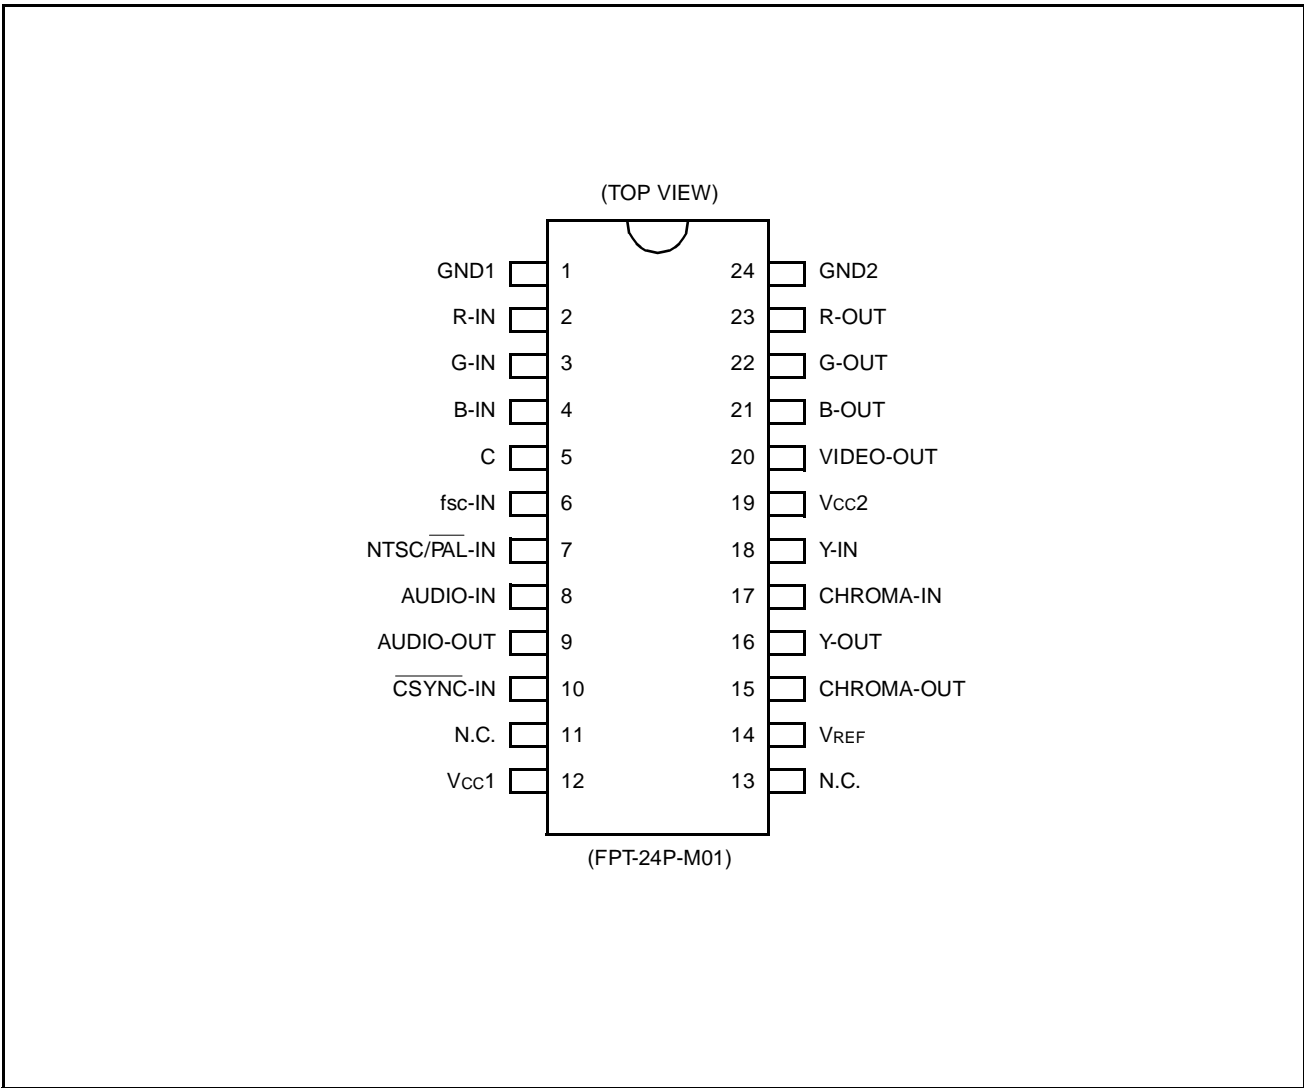 (TOP VIEW)
GND1 1 24 GND2
R-IN 2 23 R-OUT
G-IN 3 22 G-OUT
B-IN 4 21 B-OUT
C 5 20 VIDEO-OUT
fsc-IN 6 19 VCC2
NTSC/P̅A̅L̅-IN 7 18 Y-IN
AUDIO-IN 8 17 CHROMA-IN
AUDIO-OUT 9 16 Y-OUT
C̅S̅Y̅N̅C̅-IN 10 15 CHROMA-OUT
N.C. 11 14 VREF
VCC1 12 13 N.C.
(FPT-24P-M01)